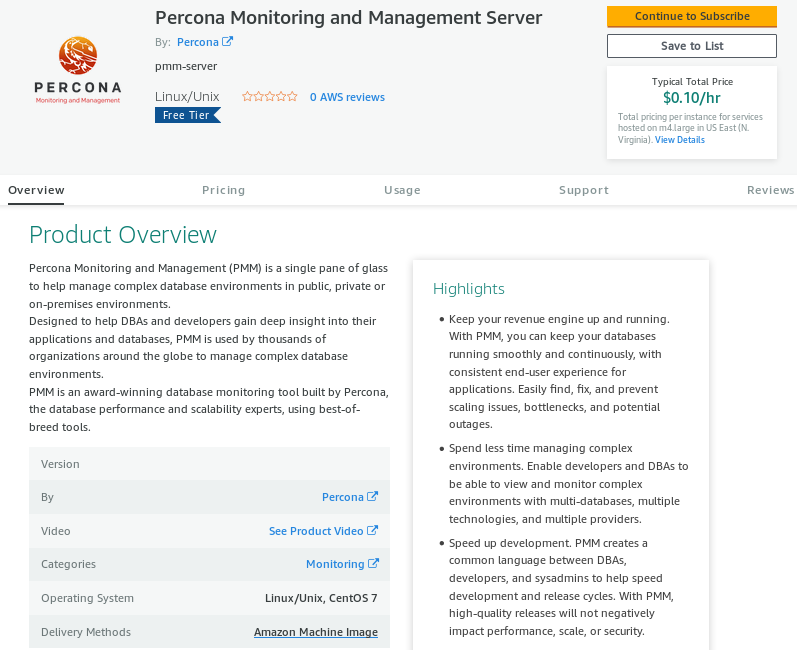 Percona Monitoring and Management Server
By: Percona
pmm-server
Linux/Unix
0 AWS reviews
Free Tier
PERCONA
Monitoring and Management
Continue to Subscribe
Save to List
Typical Total Price
$0.10/hr
Total pricing per instance for services
hosted on m4.large in US East (N.
Virginia). View Details
Overview
Pricing
Usage
Support
Reviews
Product Overview
Percona Monitoring and Management (PMM) is a single pane of glass
to help manage complex database environments in public, private or
on-premises environments.
Designed to help DBAs and developers gain deep insight into their
applications and databases, PMM is used by thousands of
organizations around the globe to manage complex database
environments.
PMM is an award-winning database monitoring tool built by Percona,
the database performance and scalability experts, using best-of-
breed tools.
Version
By Percona
Video See Product Video
Categories Monitoring
Operating System Linux/Unix, CentOS 7
Delivery Methods Amazon Machine Image
Highlights
• Keep your revenue engine up and running.
With PMM, you can keep your databases
running smoothly and continuously, with
consistent end-user experience for
applications. Easily find, fix, and prevent
scaling issues, bottlenecks, and potential
outages.
• Spend less time managing complex
environments. Enable developers and DBAs to
be able to view and monitor complex
environments with multi-databases, multiple
technologies, and multiple providers.
• Speed up development. PMM creates a
common language between DBAs,
developers, and sysadmins to help speed
development and release cycles. With PMM,
high-quality releases will not negatively
impact performance, scale, or security.